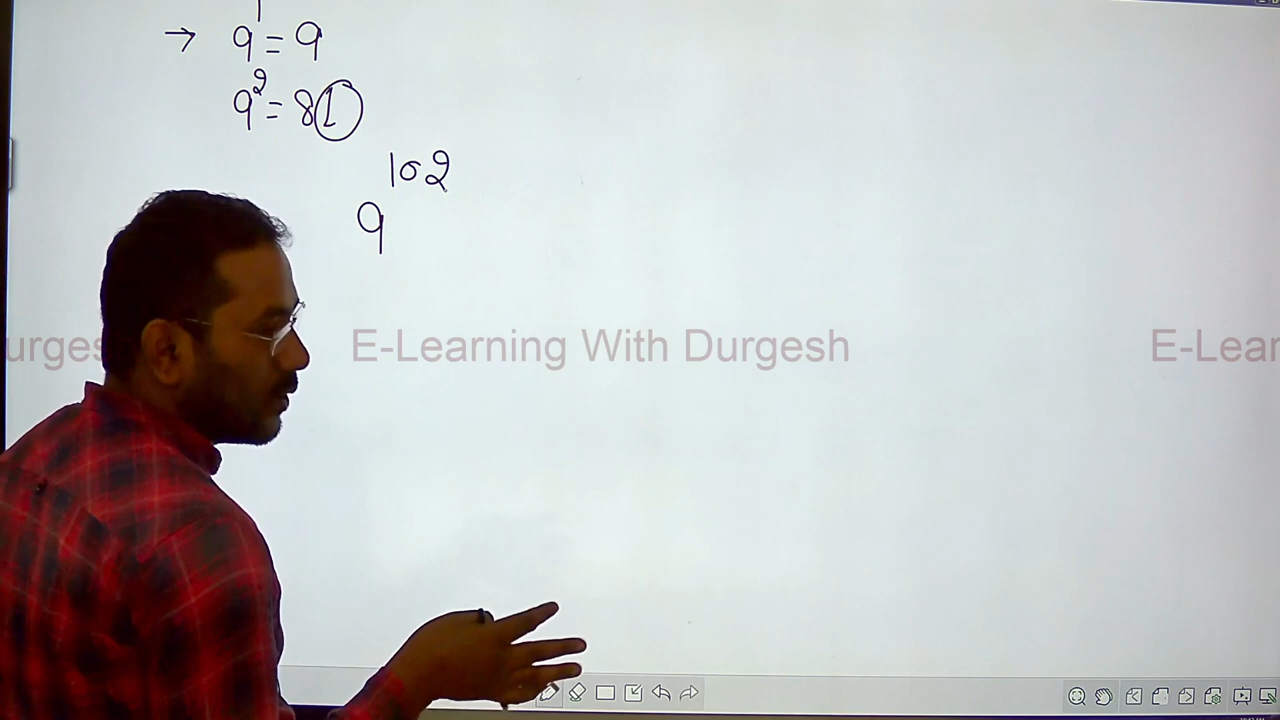 → 9¹ = 9
9² = 81
9¹⁰²
urges E-Learning With Durgesh E-Lear